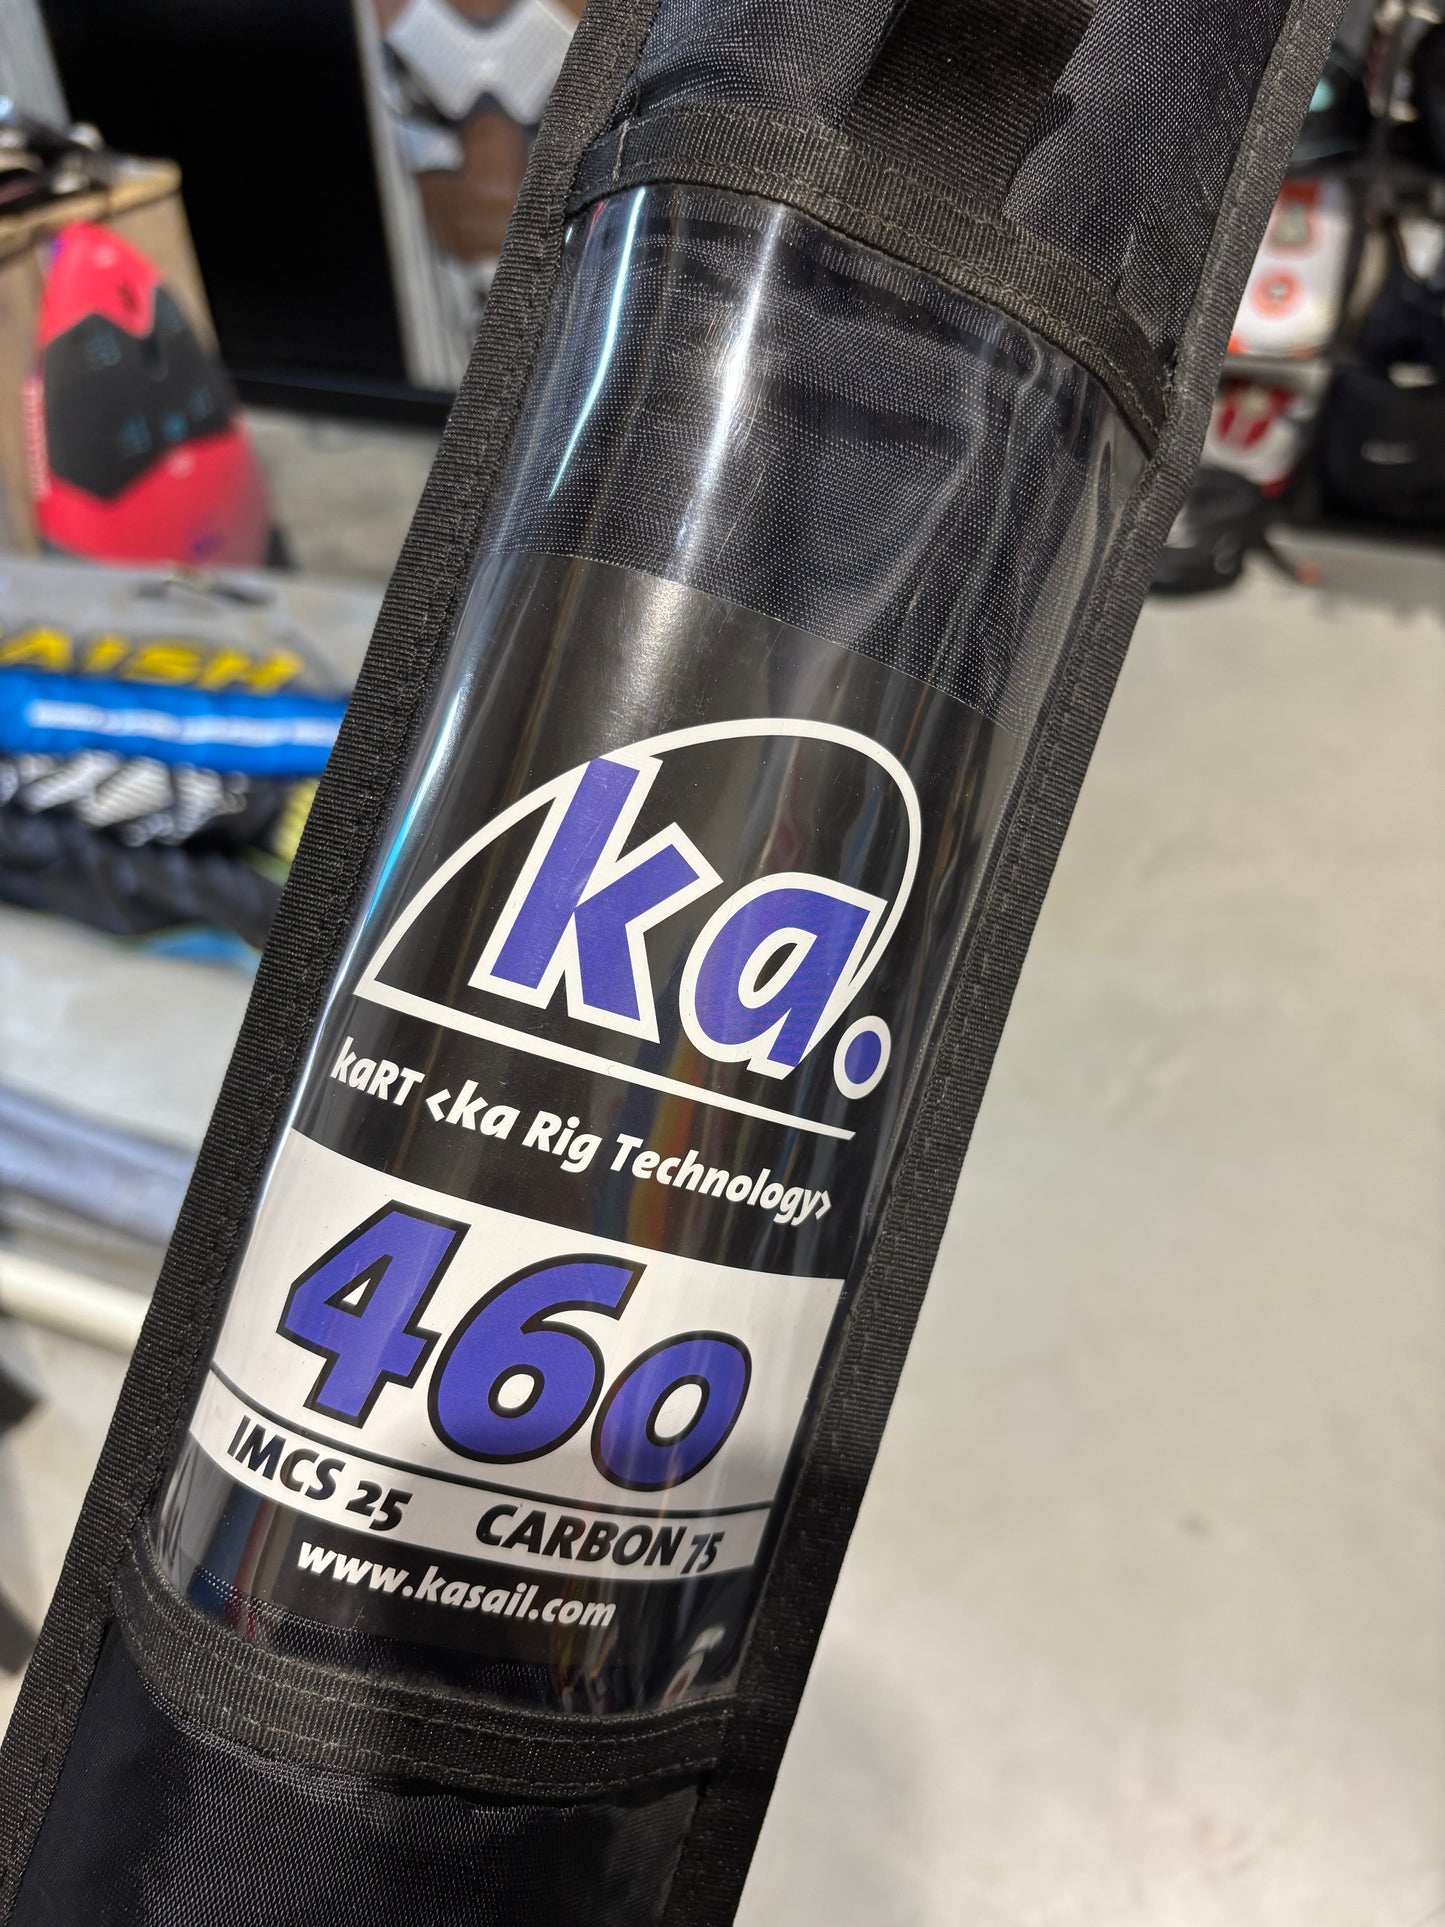 ka.
kaRT <ka Rig Technology>
460
IMCS 25 CARBON 75
www.kasail.com